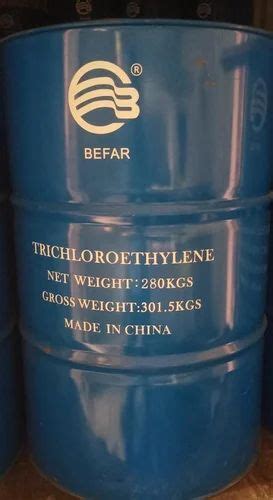 ®
BEFAR
TRICHLOROETHYLENE
NET WEIGHT:280KGS
GROSS WEIGHT:301.5KGS
MADE IN CHINA